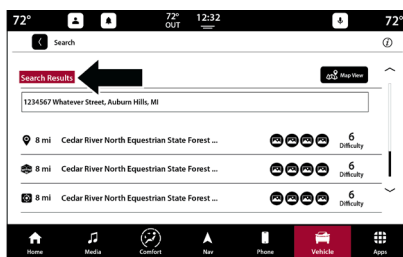 72° 72° OUT 12:32 72°
Search
Search Results
Map View
1234567 Whatever Street, Auburn Hills, MI
8 mi Cedar River North Equestrian State Forest ... 6 Difficulty
8 mi Cedar River North Equestrian State Forest ... 6 Difficulty
8 mi Cedar River North Equestrian State Forest ... 6 Difficulty
Home Media Comfort Nav Phone Vehicle Apps